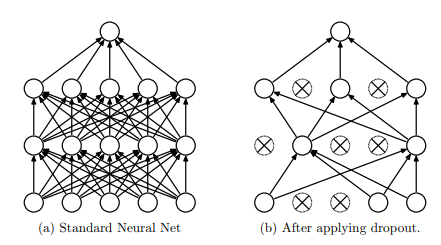 (a) Standard Neural Net
(b) After applying dropout.